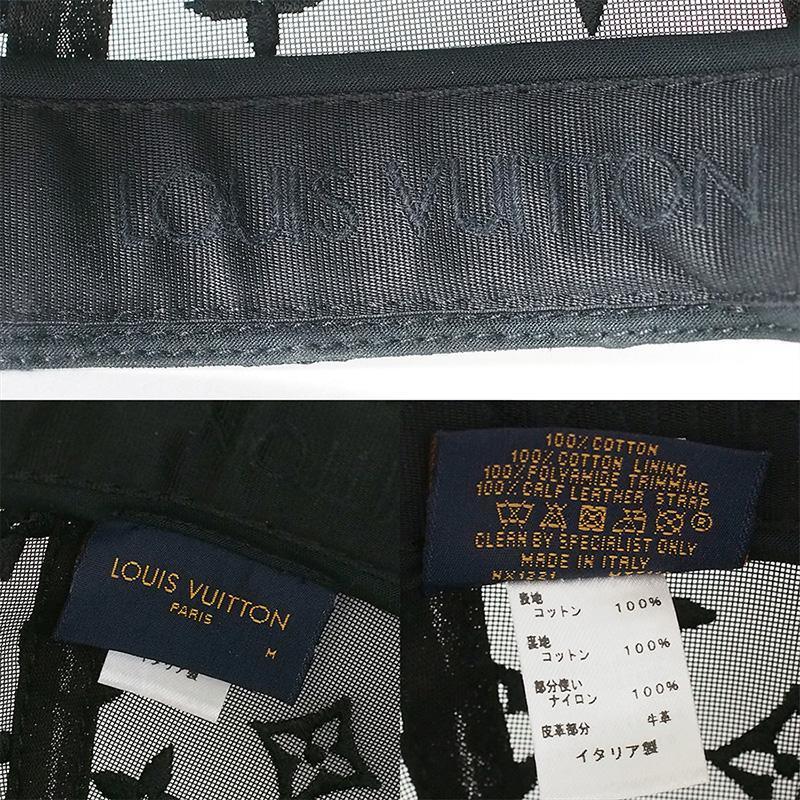 LOUIS VUITTON
LOUIS VUITTON
PARIS
M
イタリア製
100% COTTON
100% COTTON LINING
100% POLYAMIDE TRIMMING
100% CALF LEATHER STRAP
CLEAN BY SPECIALIST ONLY
MADE IN ITALY
表地
コットン 100%
裏地
コットン 100%
部分使い
ナイロン 100%
皮革部分 牛革
イタリア製